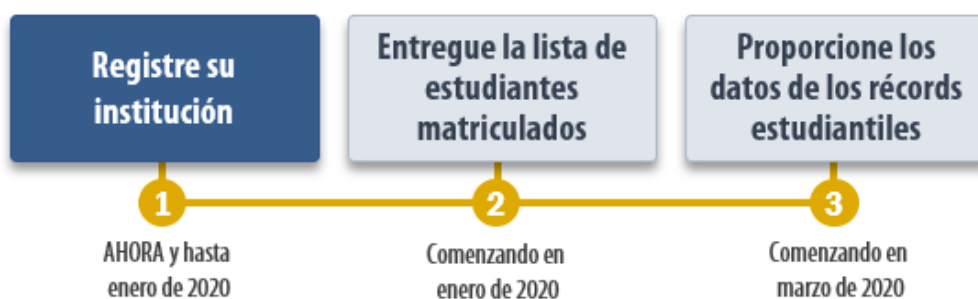 Registre su
institución
Entregue la lista de
estudiantes
matriculados
Proporcione los
datos de los récords
estudiantiles
1
2
3
AHORA y hasta
enero de 2020
Comenzando en
enero de 2020
Comenzando en
marzo de 2020